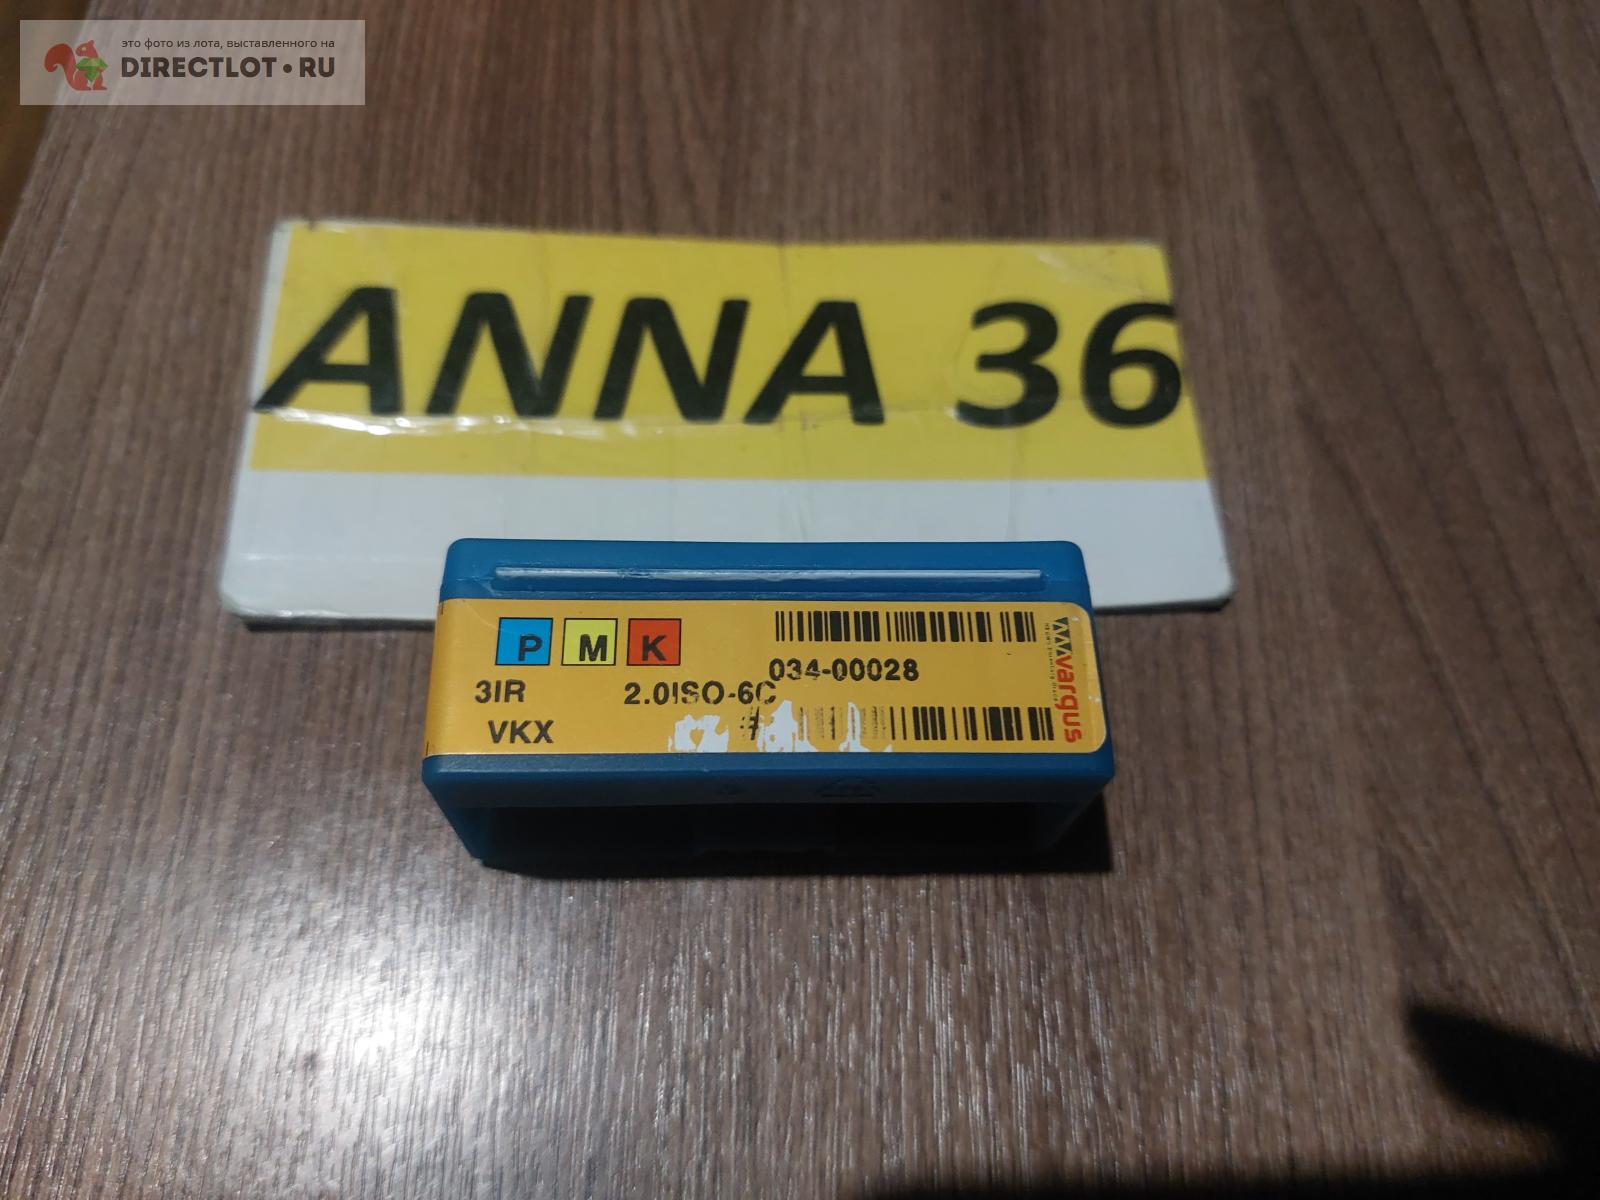 это фото из лота, выставленного на
DIRECTLOT•RU
ANNA 36
P M K
034-00028
3IR 2.0ISO-6C
VKX #
vargus